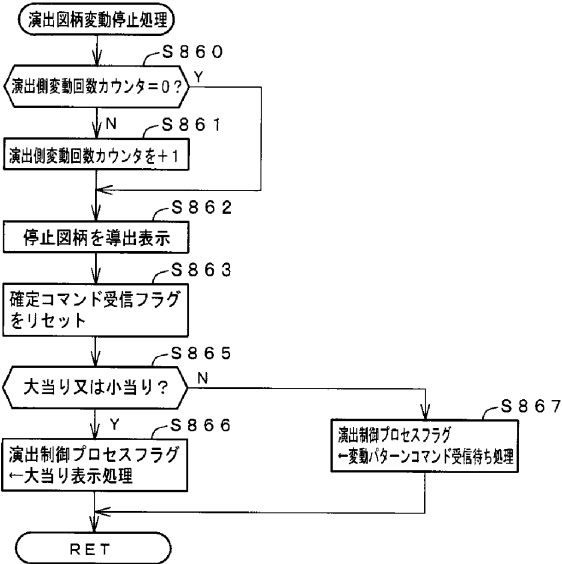 演出図柄変動停止処理
S860
演出側変動回数カウンタ=0?
Y
N
S861
演出側変動回数カウンタを+1
S862
停止図柄を導出表示
S863
確定コマンド受信フラグ
をリセット
S865
大当り又は小当り?
N
Y
S866
演出制御プロセスフラグ
←大当り表示処理
S867
演出制御プロセスフラグ
←変動パターンコマンド受信待ち処理
RET